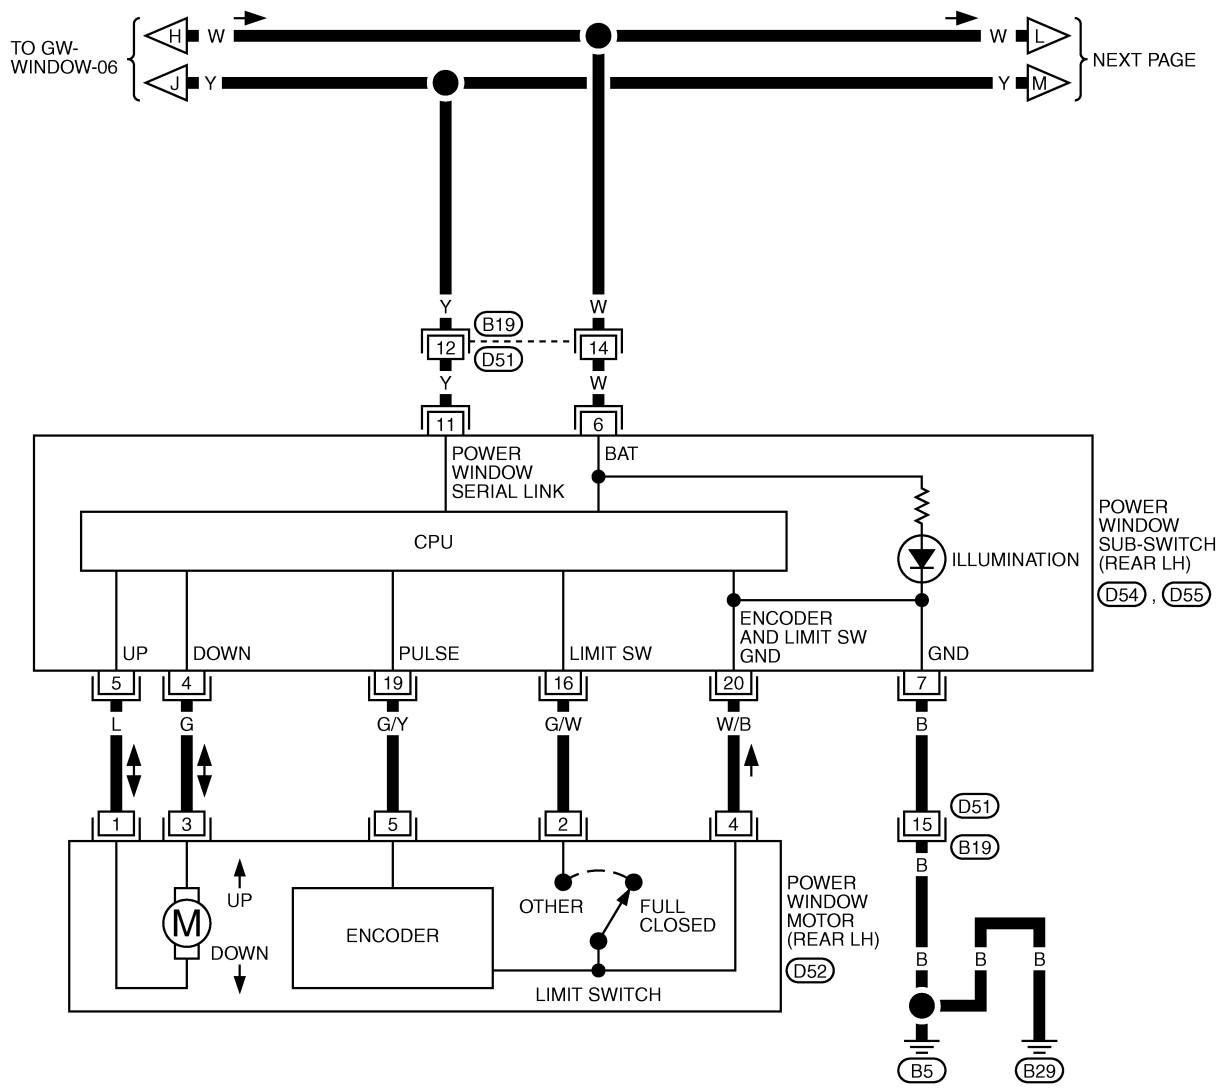 H W W L
TO GW-
WINDOW-06
NEXT PAGE
J Y Y M
Y W
B19
12 14
D51
Y W
11 6
POWER
WINDOW
SERIAL LINK
BAT
CPU
ILLUMINATION
POWER
WINDOW
SUB-SWITCH
(REAR LH)
D54 , D55
ENCODER
AND LIMIT SW
GND
UP DOWN PULSE LIMIT SW GND
5 4 19 16 20 7
L G G/Y G/W W/B B
D51
1 3 5 2 4 15
B19
B
UP
M
DOWN
ENCODER
OTHER
FULL
CLOSED
LIMIT SWITCH
POWER
WINDOW
MOTOR
(REAR LH)
D52
B B B
B5 B29